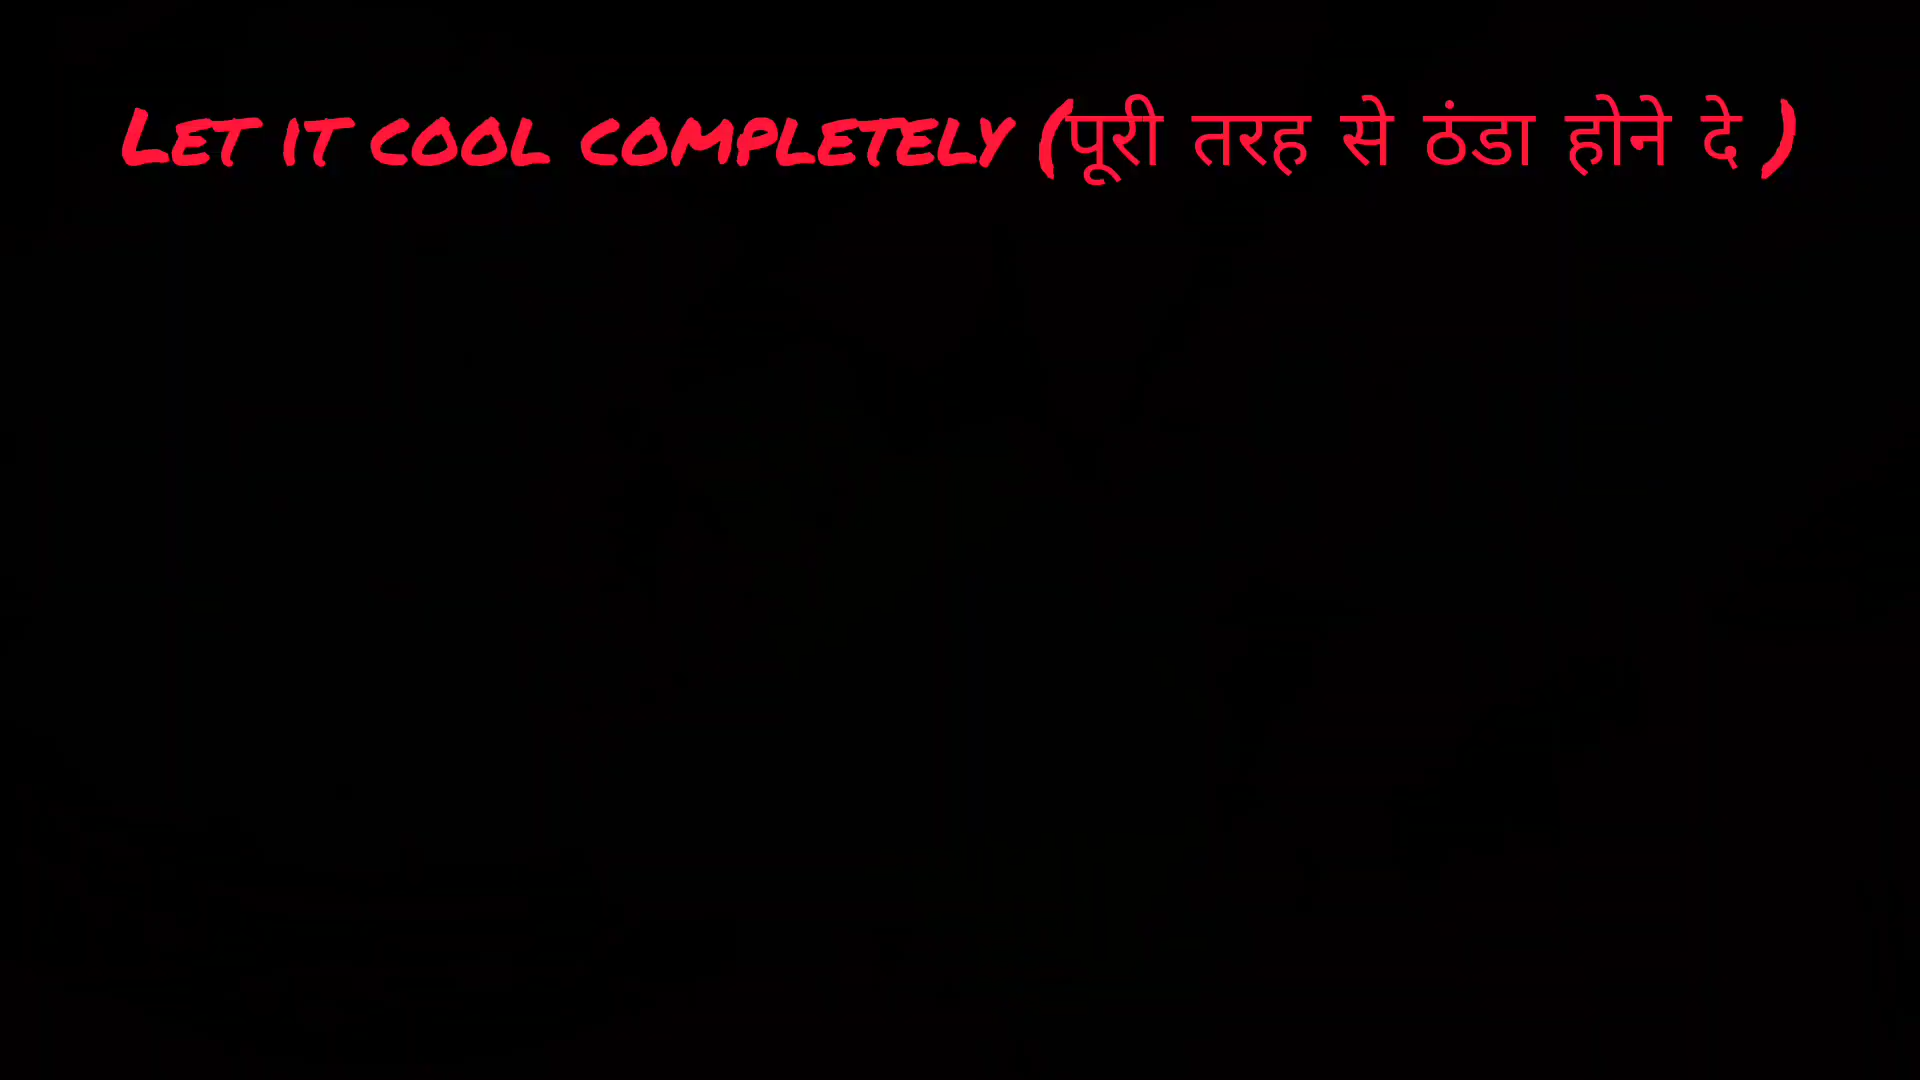 Let it cool completely (पूरी तरह से ठंडा होने दे )